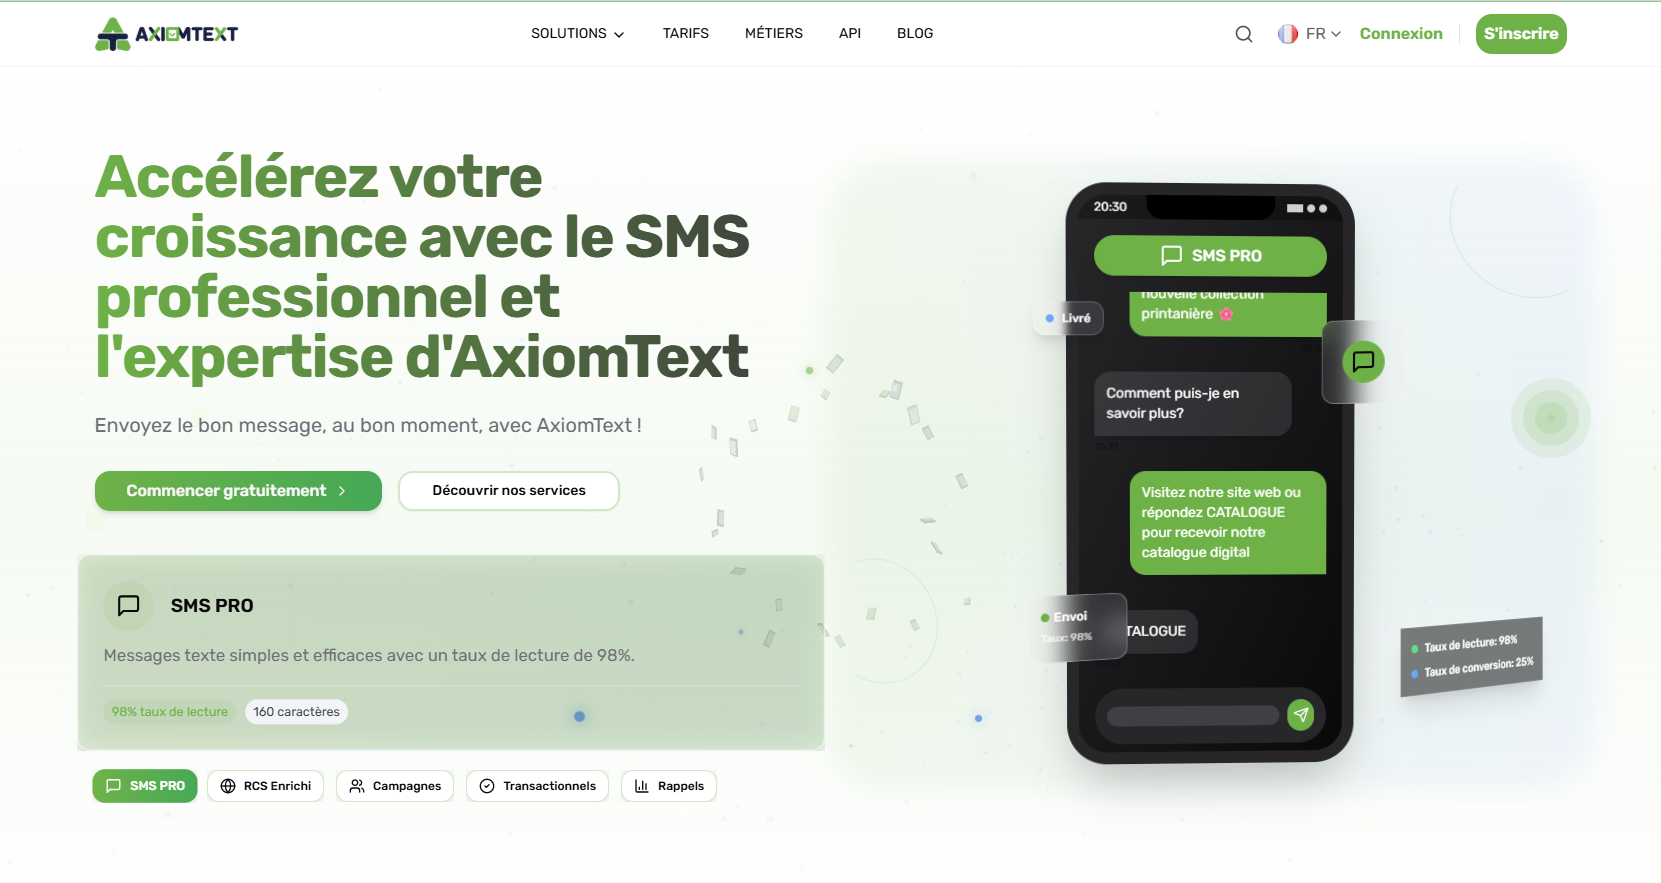 AXIOMTEXT
SOLUTIONS
TARIFS
MÉTIERS
API
BLOG
FR
Connexion
S'inscrire
Accélérez votre
croissance avec le SMS
professionnel et
l'expertise d'AxiomText
Envoyez le bon message, au bon moment, avec AxiomText !
Commencer gratuitement
Découvrir nos services
SMS PRO
Messages texte simples et efficaces avec un taux de lecture de 98%.
98% taux de lecture
160 caractères
SMS PRO
RCS Enrichi
Campagnes
Transactionnels
Rappels
20:30
SMS PRO
nouvelle collection
printanière 🌸
Livré
Comment puis-je en
savoir plus?
10:31
Visitez notre site web ou
répondez CATALOGUE
pour recevoir notre
catalogue digital
Envoi
Taux: 98%
TALOGUE
Taux de lecture: 98%
Taux de conversion: 25%